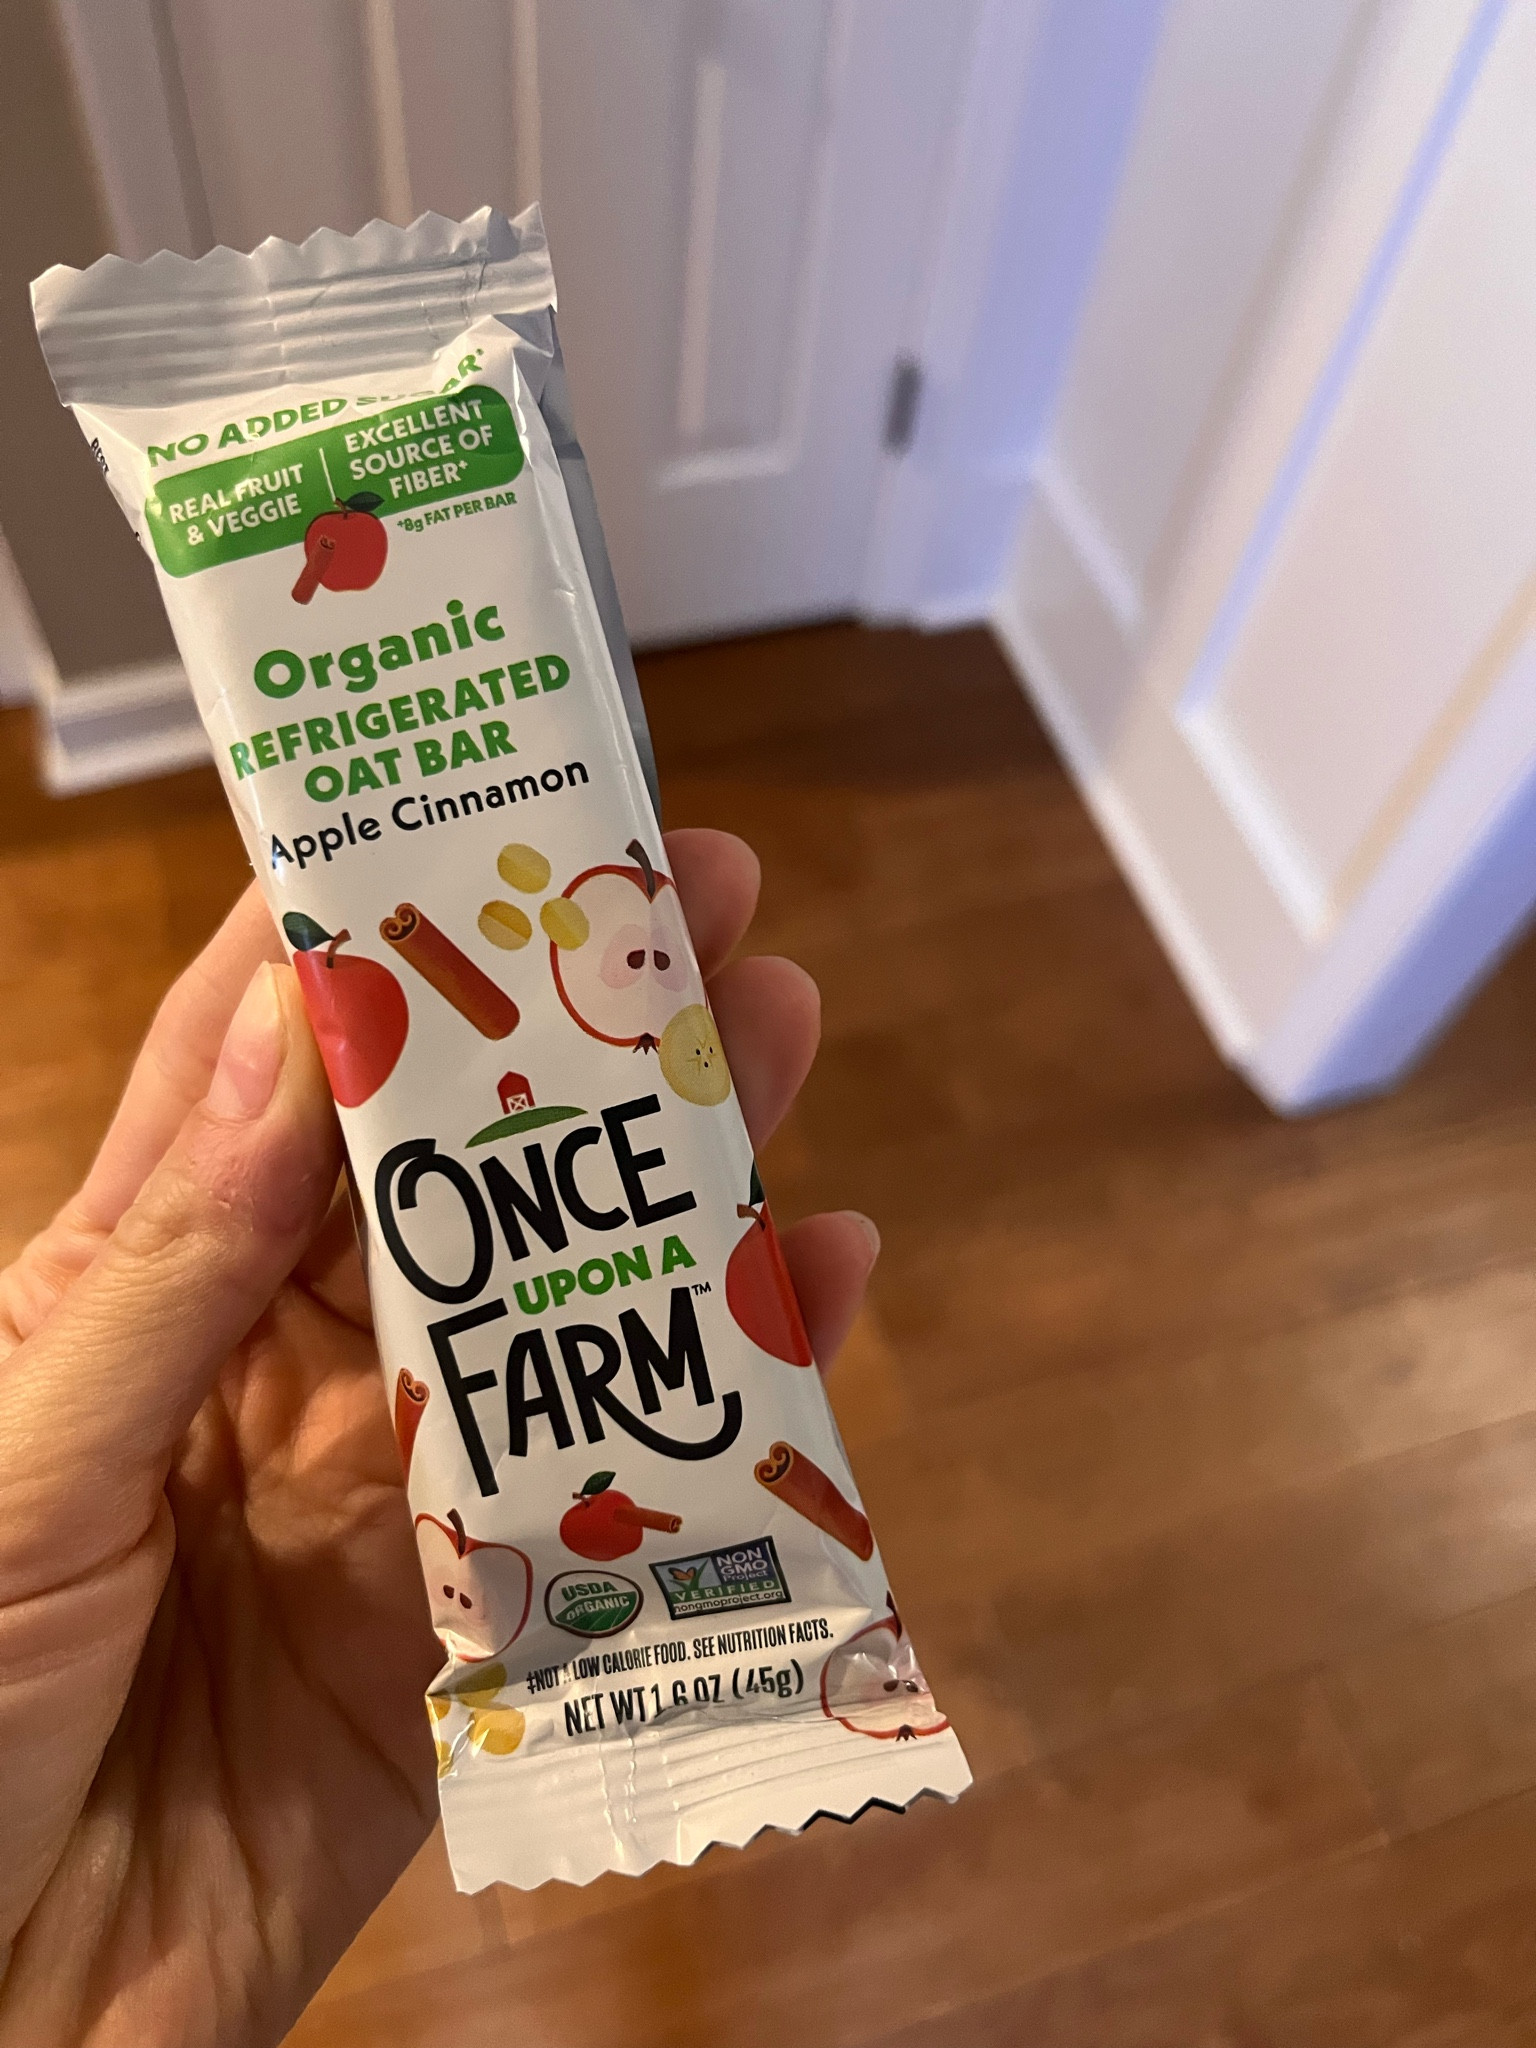 NO ADDED SUGAR‡
REAL FRUIT
& VEGGIE
EXCELLENT
SOURCE OF
FIBER+
+8g FAT PER BAR
Organic
REFRIGERATED
OAT BAR
Apple Cinnamon
ONCE
UPON A
FARM™
USDA
ORGANIC
NON
GMO
Project
VERIFIED
nongmoproject.org
‡NOT A LOW CALORIE FOOD. SEE NUTRITION FACTS.
NET WT 1.6 OZ (45g)